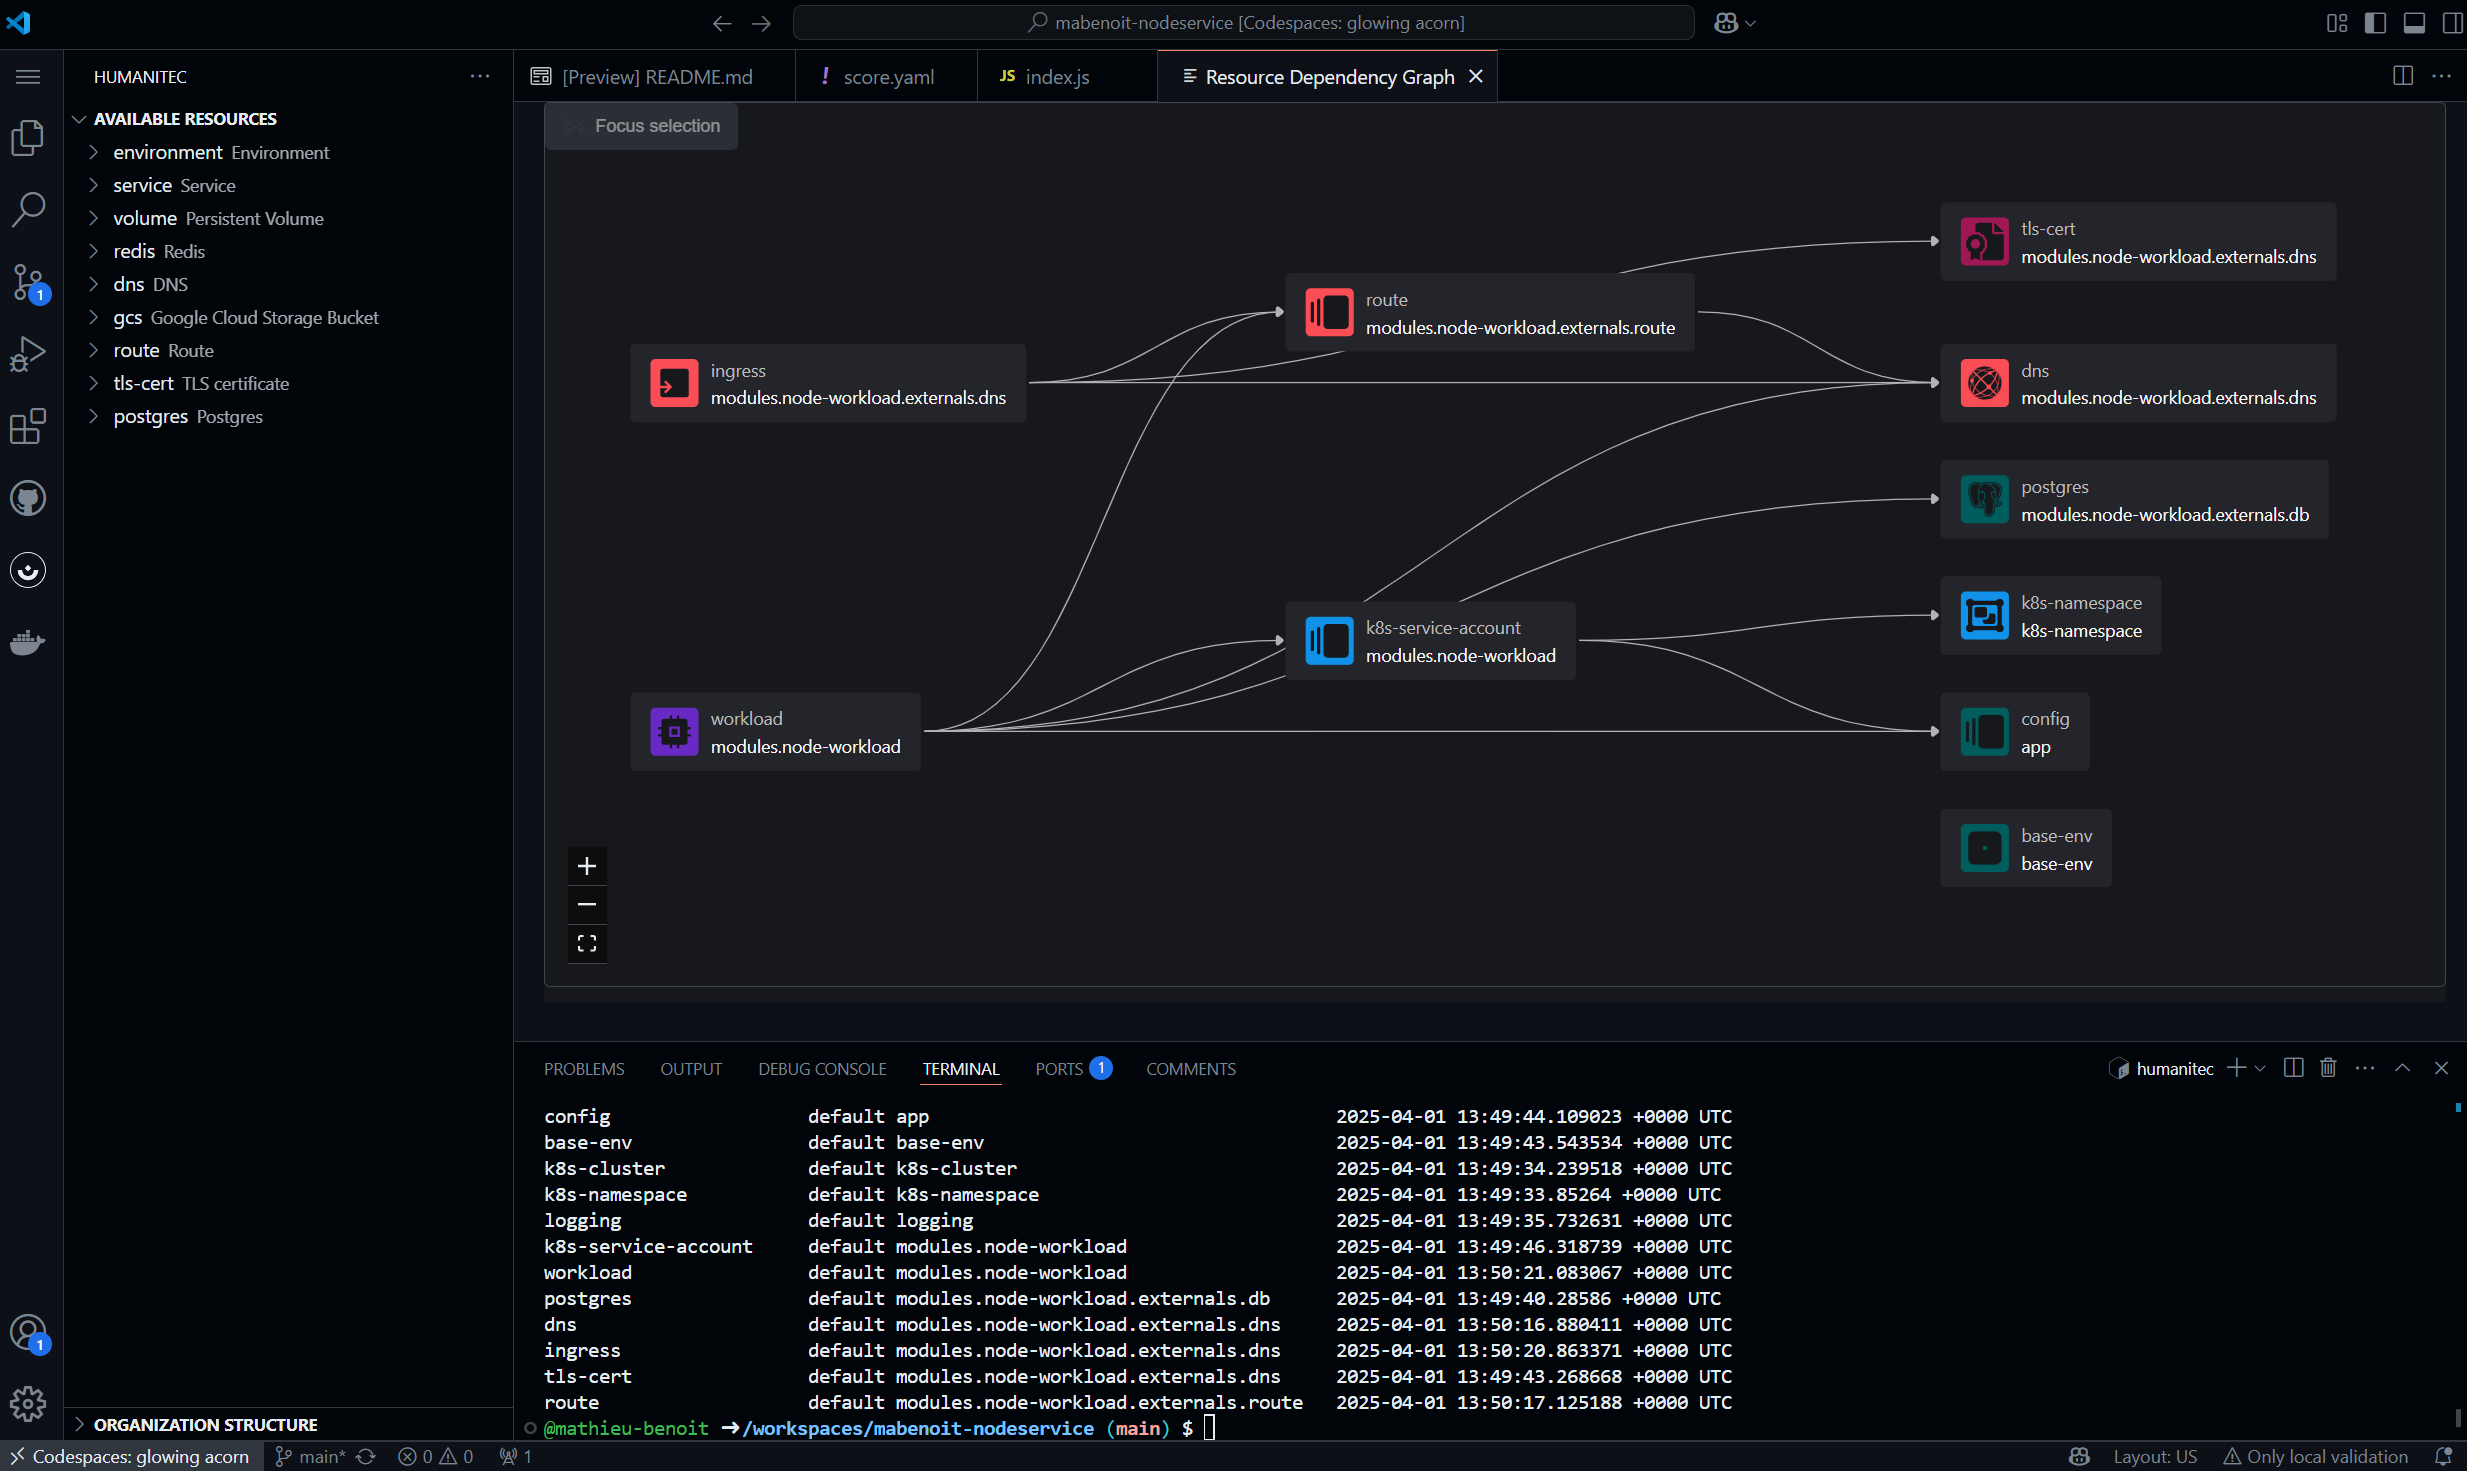 mabenoit-nodeservice [Codespaces: glowing acorn]
HUMANITEC
[Preview] README.md
! score.yaml
JS index.js
Resource Dependency Graph
AVAILABLE RESOURCES
environment Environment
service Service
volume Persistent Volume
redis Redis
dns DNS
gcs Google Cloud Storage Bucket
route Route
tls-cert TLS certificate
postgres Postgres
ORGANIZATION STRUCTURE
1
1
Focus selection
tls-cert
modules.node-workload.externals.dns
route
modules.node-workload.externals.route
ingress
modules.node-workload.externals.dns
dns
modules.node-workload.externals.dns
postgres
modules.node-workload.externals.db
k8s-namespace
k8s-namespace
k8s-service-account
modules.node-workload
workload
modules.node-workload
config
app
base-env
base-env
PROBLEMS OUTPUT DEBUG CONSOLE TERMINAL PORTS 1 COMMENTS
humanitec
config default app 2025-04-01 13:49:44.109023 +0000 UTC
base-env default base-env 2025-04-01 13:49:43.543534 +0000 UTC
k8s-cluster default k8s-cluster 2025-04-01 13:49:34.239518 +0000 UTC
k8s-namespace default k8s-namespace 2025-04-01 13:49:33.85264 +0000 UTC
logging default logging 2025-04-01 13:49:35.732631 +0000 UTC
k8s-service-account default modules.node-workload 2025-04-01 13:49:46.318739 +0000 UTC
workload default modules.node-workload 2025-04-01 13:50:21.083067 +0000 UTC
postgres default modules.node-workload.externals.db 2025-04-01 13:49:40.28586 +0000 UTC
dns default modules.node-workload.externals.dns 2025-04-01 13:50:16.880411 +0000 UTC
ingress default modules.node-workload.externals.dns 2025-04-01 13:50:20.863371 +0000 UTC
tls-cert default modules.node-workload.externals.dns 2025-04-01 13:49:43.268668 +0000 UTC
route default modules.node-workload.externals.route 2025-04-01 13:50:17.125188 +0000 UTC
@mathieu-benoit →/workspaces/mabenoit-nodeservice (main) $
Codespaces: glowing acorn main* 0 0 1 Layout: US Only local validation